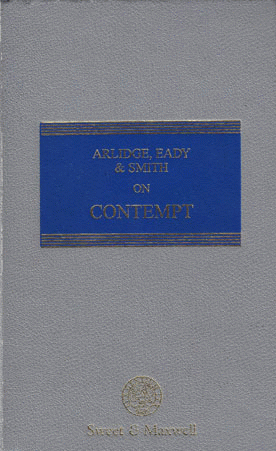 ARLIDGE, EADY
& SMITH
ON
CONTEMPT
Sweet & Maxwell